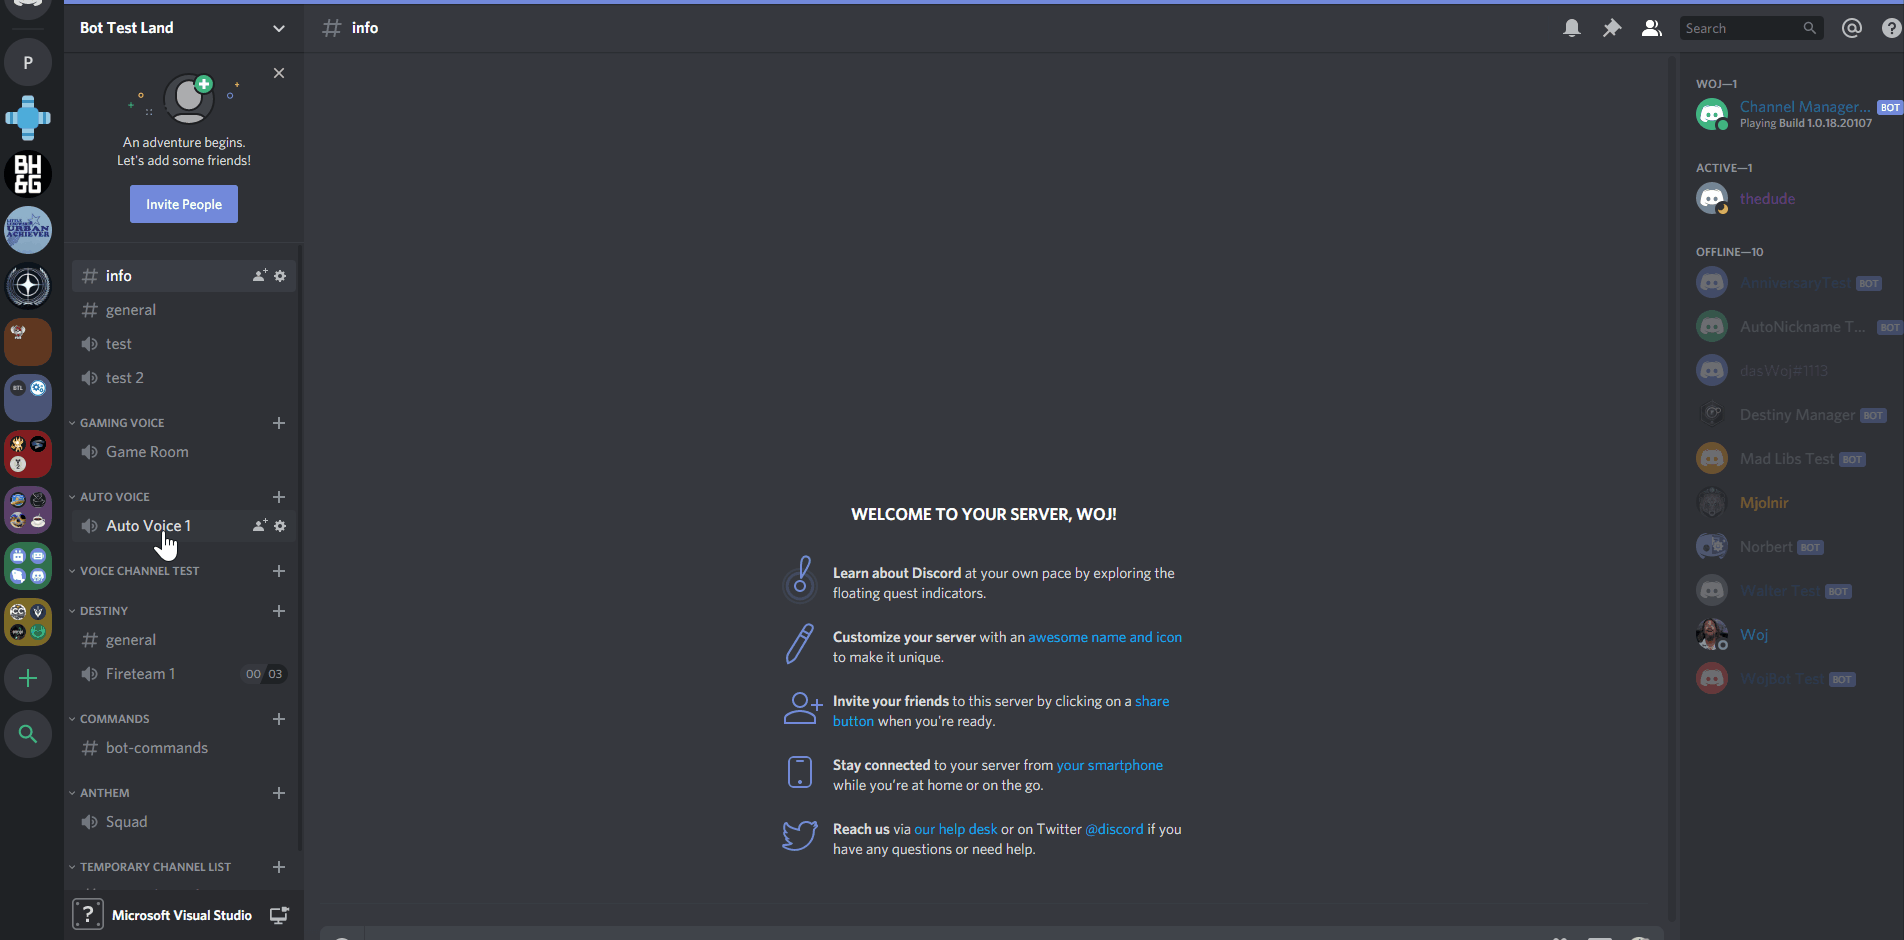 Bot Test Land
info
Search
P
BH
&G
URBAN
ACHIEVER
An adventure begins.
Let's add some friends!
Invite People
info
general
test
test 2
GAMING VOICE
Game Room
AUTO VOICE
Auto Voice 1
VOICE CHANNEL TEST
DESTINY
general
Fireteam 1 00 03
COMMANDS
bot-commands
ANTHEM
Squad
TEMPORARY CHANNEL LIST
Microsoft Visual Studio
WELCOME TO YOUR SERVER, WOJ!
Learn about Discord at your own pace by exploring the
floating quest indicators.
Customize your server with an awesome name and icon
to make it unique.
Invite your friends to this server by clicking on a share
button when you're ready.
Stay connected to your server from your smartphone
while you're at home or on the go.
Reach us via our help desk or on Twitter @discord if you
have any questions or need help.
WOJ—1
Channel Manager... BOT
Playing Build 1.0.18.20107
ACTIVE—1
thedude
OFFLINE—10
AnniversaryTest BOT
AutoNickname T... BOT
dasWoj#1113
Destiny Manager BOT
Mad Libs Test BOT
Mjolnir
Norbert BOT
Walter Test BOT
Woj
WojBot Test BOT